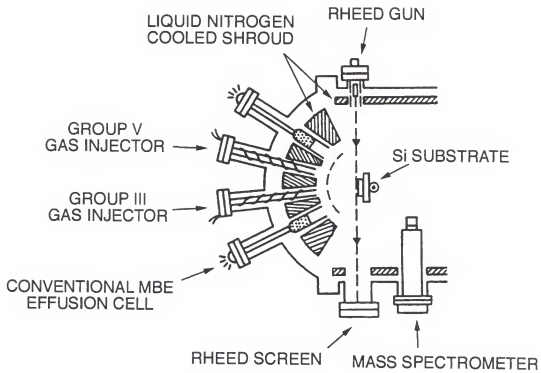 LIQUID NITROGEN
COOLED SHROUD
RHEED GUN
GROUP V
GAS INJECTOR
Si SUBSTRATE
GROUP III
GAS INJECTOR
CONVENTIONAL MBE
EFFUSION CELL
RHEED SCREEN
MASS SPECTROMETER